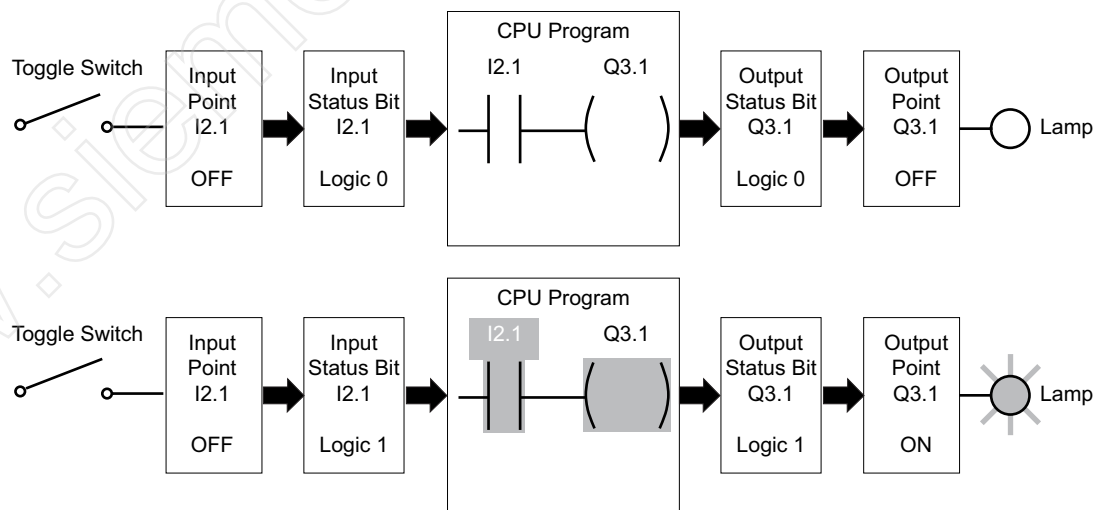 CPU Program
Toggle Switch
Input
Point
I2.1
OFF
Input
Status Bit
I2.1
Logic 0
I2.1
Q3.1
Output
Status Bit
Q3.1
Logic 0
Output
Point
Q3.1
OFF
Lamp
CPU Program
Toggle Switch
Input
Point
I2.1
OFF
Input
Status Bit
I2.1
Logic 1
I2.1
Q3.1
Output
Status Bit
Q3.1
Logic 1
Output
Point
Q3.1
ON
Lamp